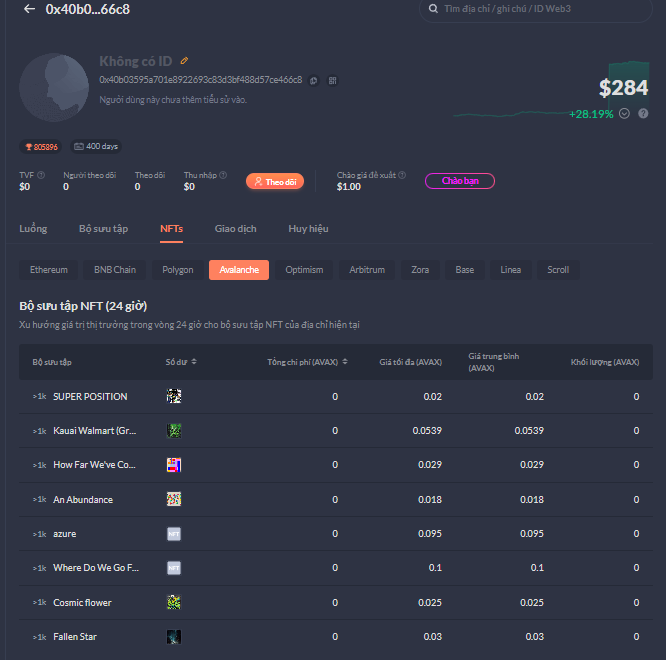 0x40b0...66c8
Tìm địa chỉ / ghi chú / ID Web3
Không có ID
0x40b03595a701e8922693c83d3bf488d57ce466c8
Người dùng này chưa thêm tiểu sử vào.
$284
+28.19%
805896 400 days
TVF Người theo dõi Theo dõi Thu nhập Chào giá đề xuất
$0 0 0 $0 $1.00
Theo dõi Chào bạn
Luồng Bộ sưu tập NFTs Giao dịch Huy hiệu
Ethereum BNB Chain Polygon Avalanche Optimism Arbitrum Zora Base Linea Scroll
Bộ sưu tập NFT (24 giờ)
Xu hướng giá trị thị trường trong vòng 24 giờ cho bộ sưu tập NFT của địa chỉ hiện tại
Bộ sưu tập Số dư Tổng chi phí (AVAX) Giá tối đa (AVAX) Giá trung bình (AVAX) Khối lượng (AVAX)
>1k SUPER POSITION 0 0.02 0.02 0
>1k Kauai Walmart (Gr... 0 0.0539 0.0539 0
>1k How Far We've Co... 0 0.029 0.029 0
>1k An Abundance 0 0.018 0.018 0
>1k azure NFT 0 0.095 0.095 0
>1k Where Do We Go F... NFT 0 0.1 0.1 0
>1k Cosmic flower 0 0.025 0.025 0
>1k Fallen Star 0 0.03 0.03 0